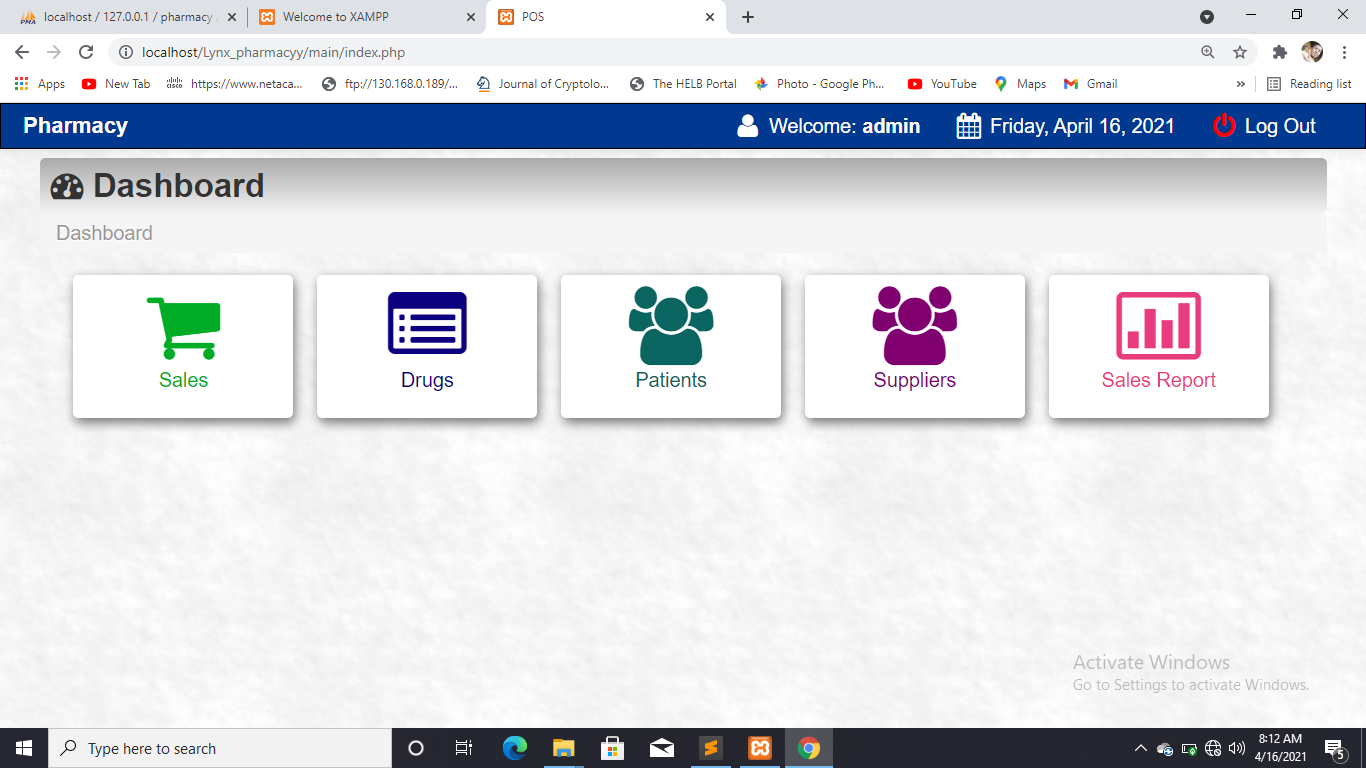 localhost / 127.0.0.1 / pharmacy
Welcome to XAMPP
POS
localhost/Lynx_pharmacyy/main/index.php
Apps
New Tab
https://www.netaca...
ftp://130.168.0.189/...
Journal of Cryptolo...
The HELB Portal
Photo - Google Ph...
YouTube
Maps
Gmail
»
Reading list
Pharmacy
Welcome: admin
Friday, April 16, 2021
Log Out
Dashboard
Dashboard
Sales
Drugs
Patients
Suppliers
Sales Report
Activate Windows
Go to Settings to activate Windows.
Type here to search
8:12 AM
4/16/2021
5